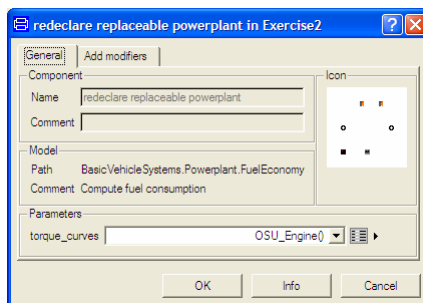 redeclare replaceable powerplant in Exercise2
General
Add modifiers
Component
Icon
Name
redeclare replaceable powerplant
Comment
Model
Path
BasicVehicleSystems.Powerplant.FuelEconomy
Comment
Compute fuel consumption
Parameters
torque_curves
OSU_Engine()
OK
Info
Cancel